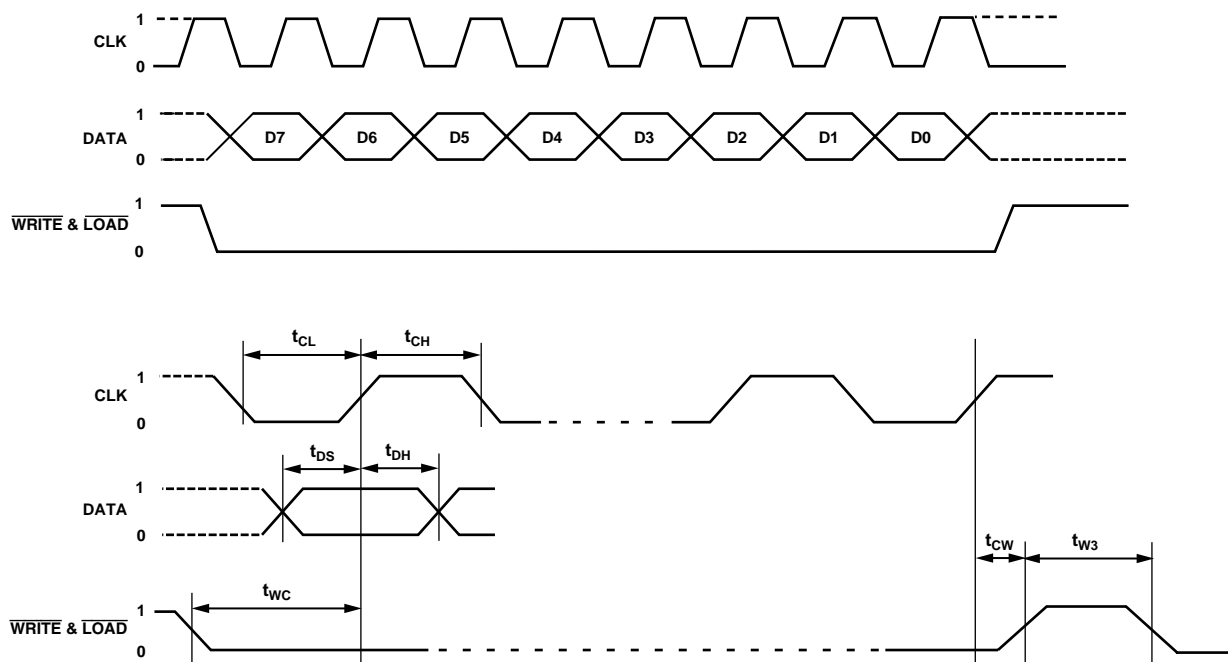 1
CLK
0
1
DATA D7 D6 D5 D4 D3 D2 D1 D0
0
1
WRITE & LOAD
0
tCL tCH
1
CLK
0
tDS tDH
1
DATA
0
tCW tW3
tWC
1
WRITE & LOAD
0